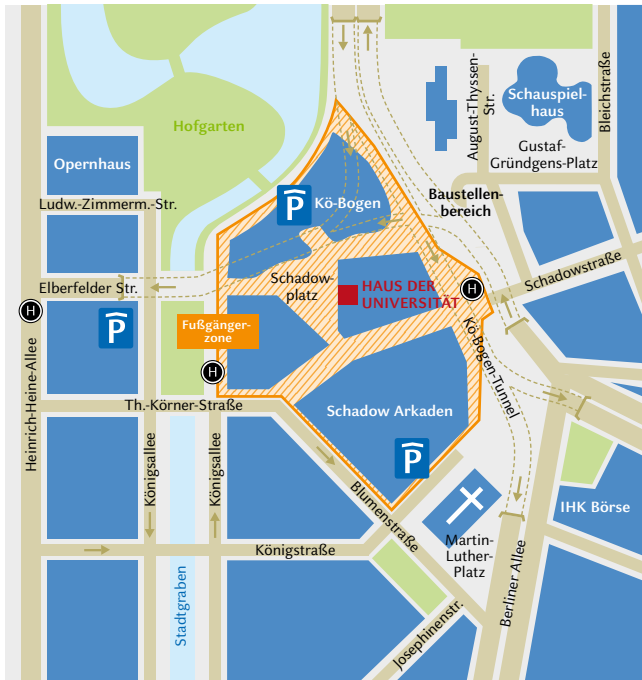 Hofgarten
Opernhaus
Ludw.-Zimmerm.-Str.
Elberfelder Str.
H
P
Heinrich-Heine-Allee
P
Kö-Bogen
Schadow-
platz
HAUS DER
UNIVERSITÄT
Fußgänger-
zone
H
Th.-Körner-Straße
Königsallee
Königsallee
Stadtgraben
Königstraße
Schadow Arkaden
P
Blumenstraße
Josephinenstr.
Martin-
Luther-
Platz
Berliner Allee
IHK Börse
Kö-Bogen-Tunnel
H
Schadowstraße
Baustellen-
bereich
August-Thyssen-
Str.
Schauspiel-
haus
Gustaf-
Gründgens-Platz
Bleichstraße